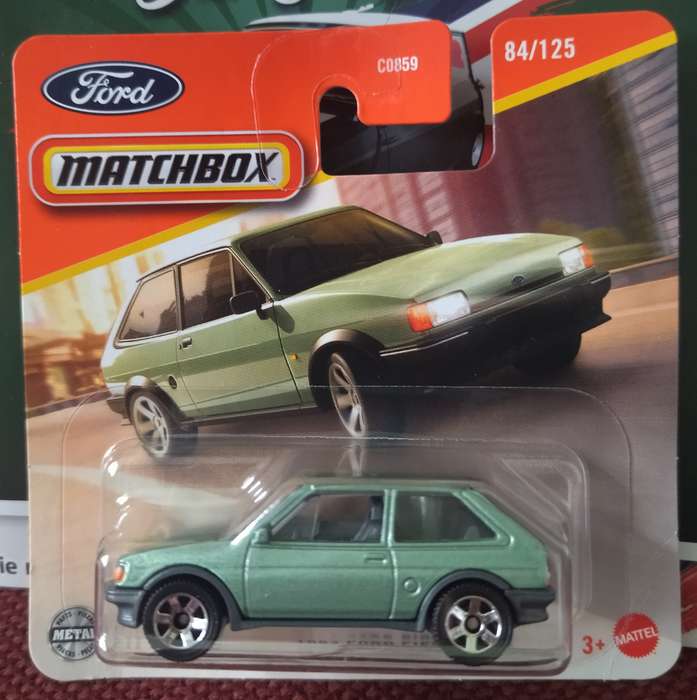 C0859
84/125
Ford
MATCHBOX
METAL
3+
MATTEL